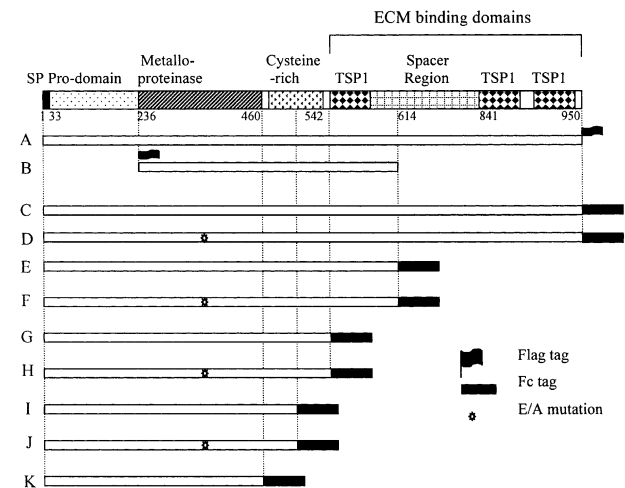 ECM binding domains
Metallo-
proteinase
Cysteine
-rich
Spacer
Region
SP Pro-domain
TSP1
TSP1
TSP1
1 33
236
460
542
614
841
950
A
B
C
D
E
F
G
H
I
J
K
Flag tag
Fc tag
E/A mutation